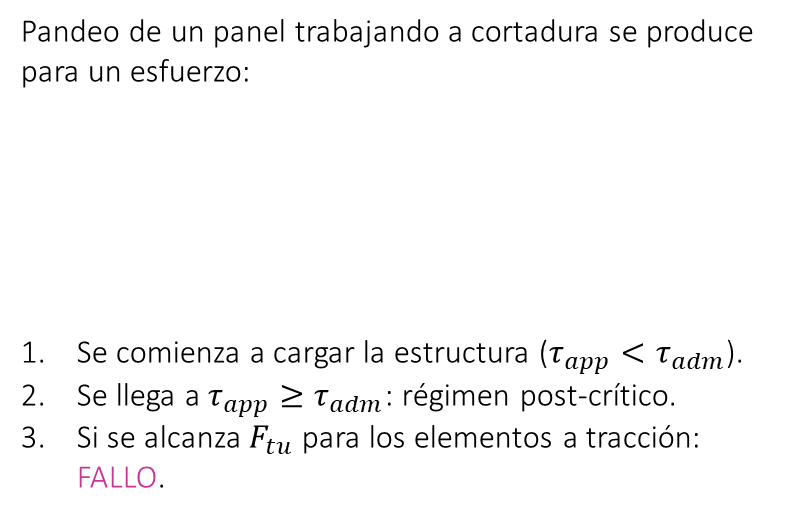 Pandeo de un panel trabajando a cortadura se produce
para un esfuerzo:
1. Se comienza a cargar la estructura (τ_app < τ_adm).
2. Se llega a τ_app ≥ τ_adm: régimen post-crítico.
3. Si se alcanza F_tu para los elementos a tracción:
FALLO.